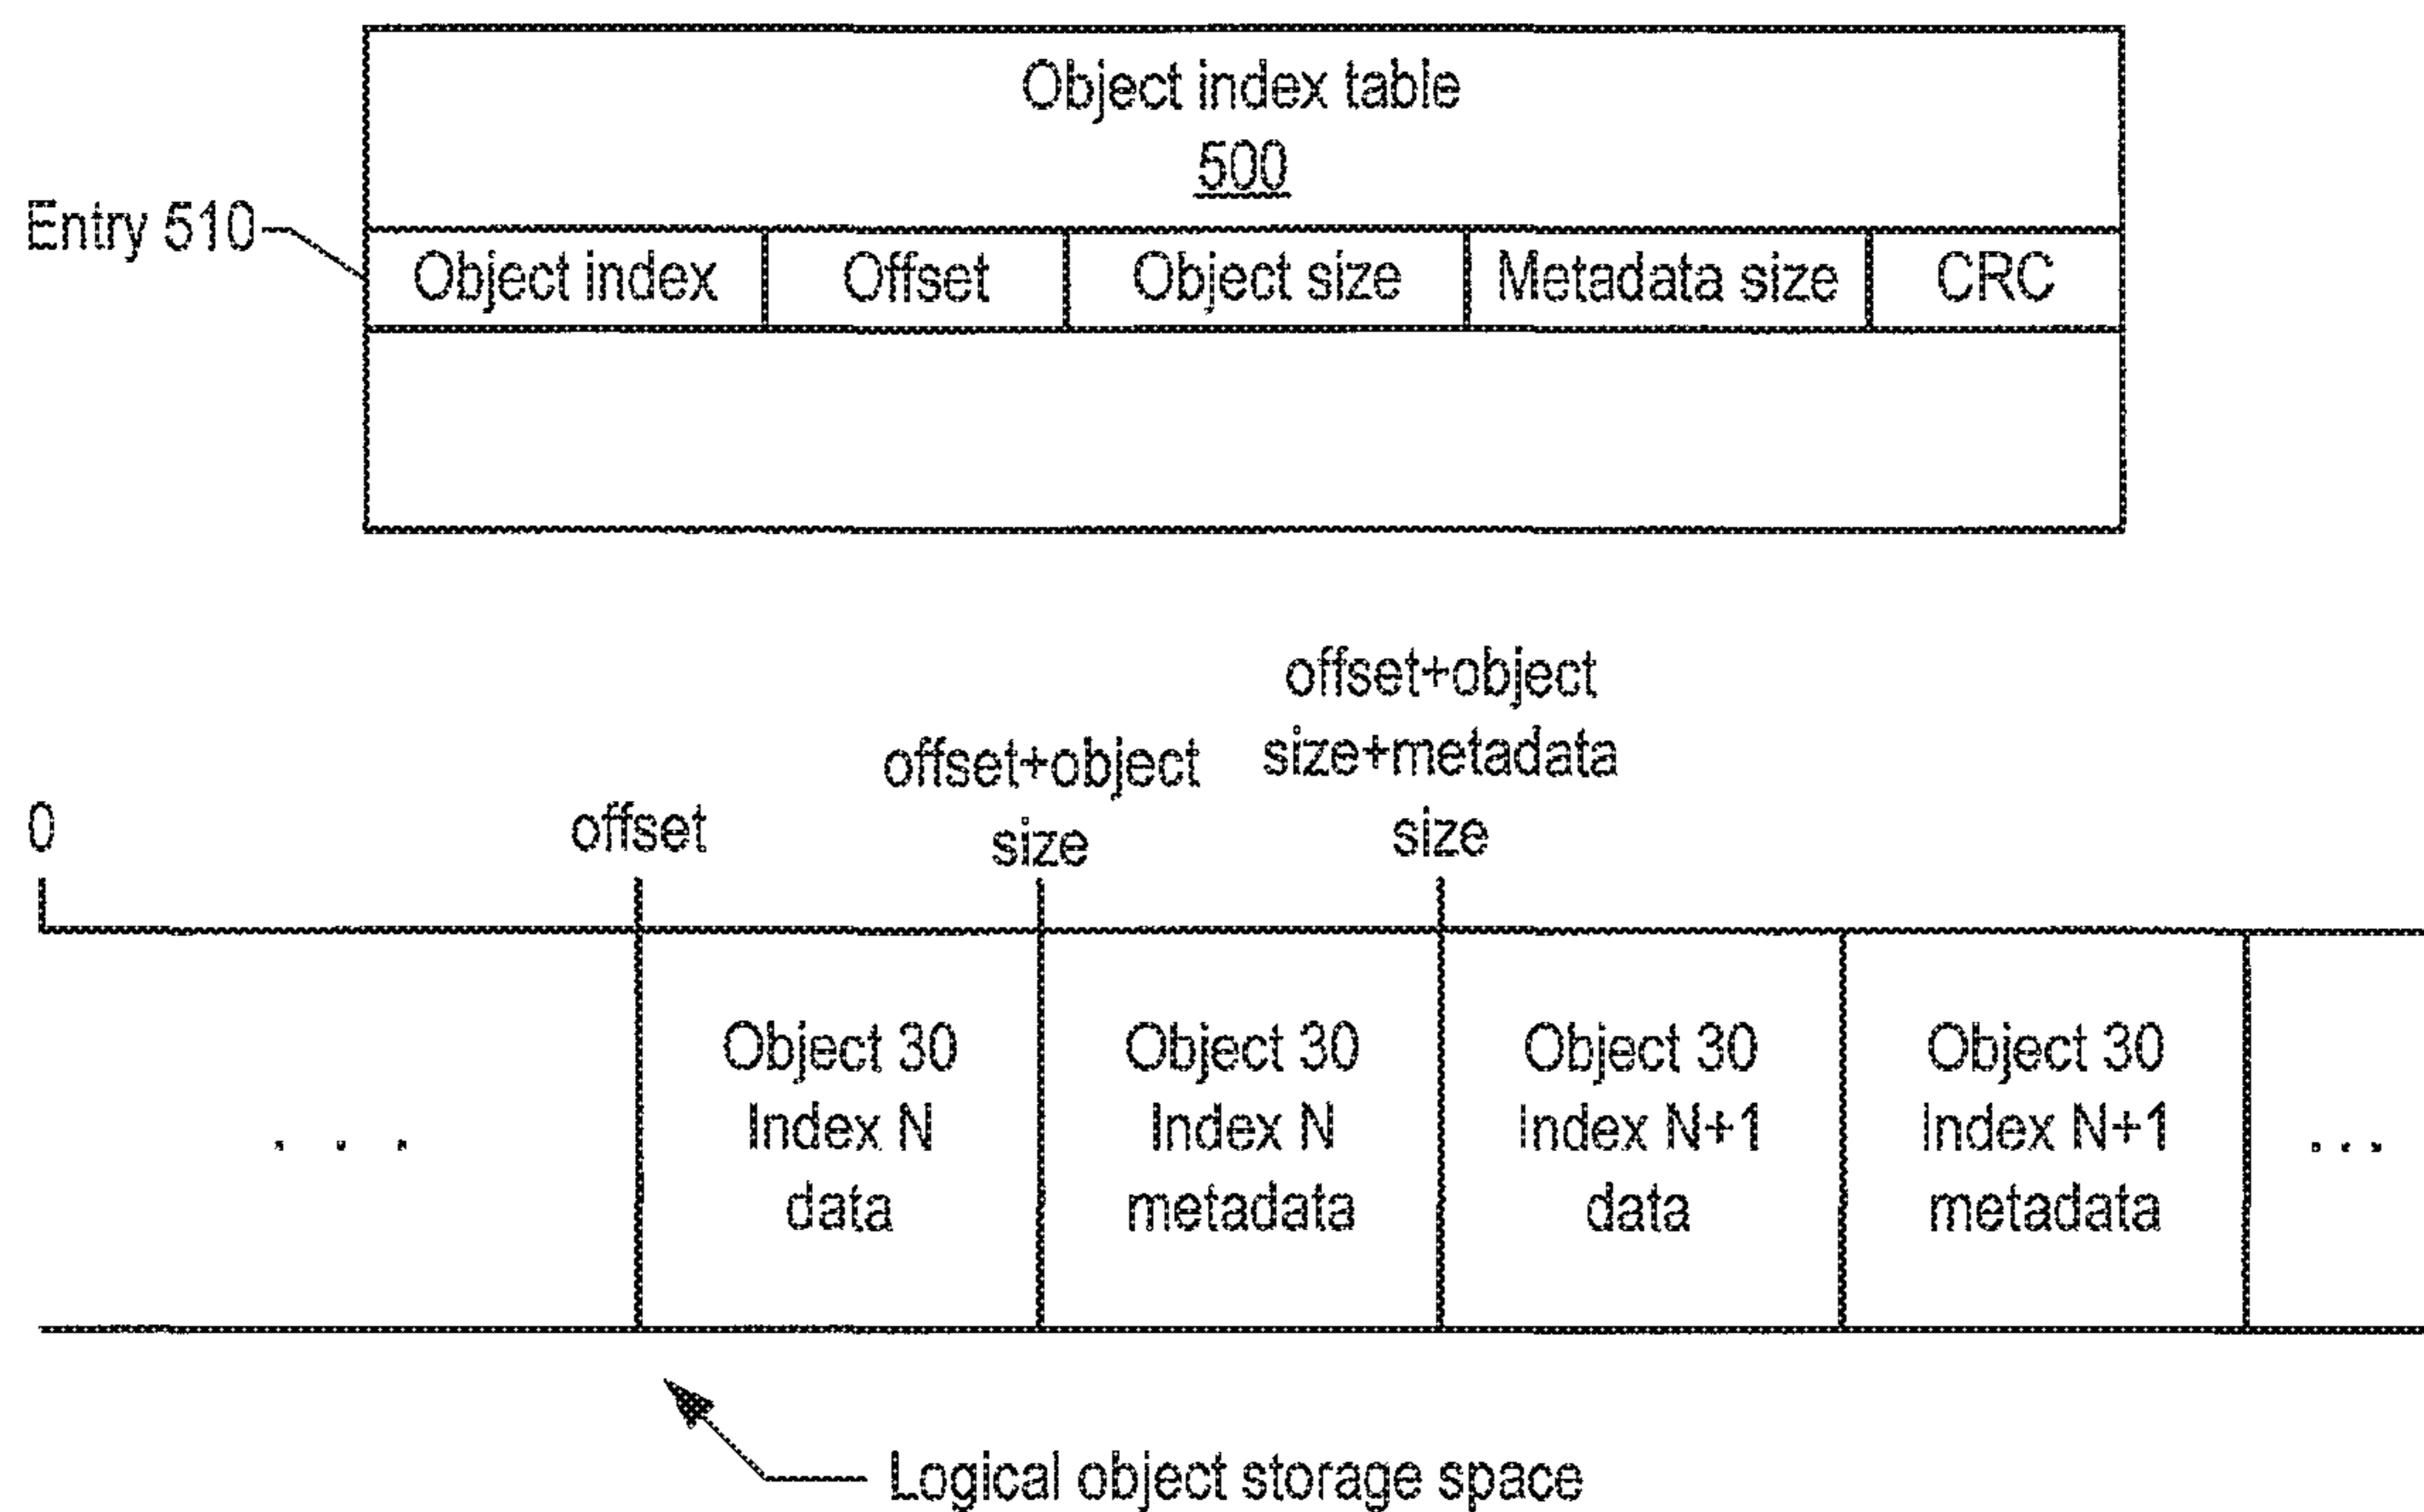 Object index table
500
Entry 510
Object index Offset Object size Metadata size CRC
offset+object
size+metadata
size
offset+object
size
offset
0
. . .
Object 30
Index N
data
Object 30
Index N
metadata
Object 30
Index N+1
data
Object 30
Index N+1
metadata
...
Logical object storage space